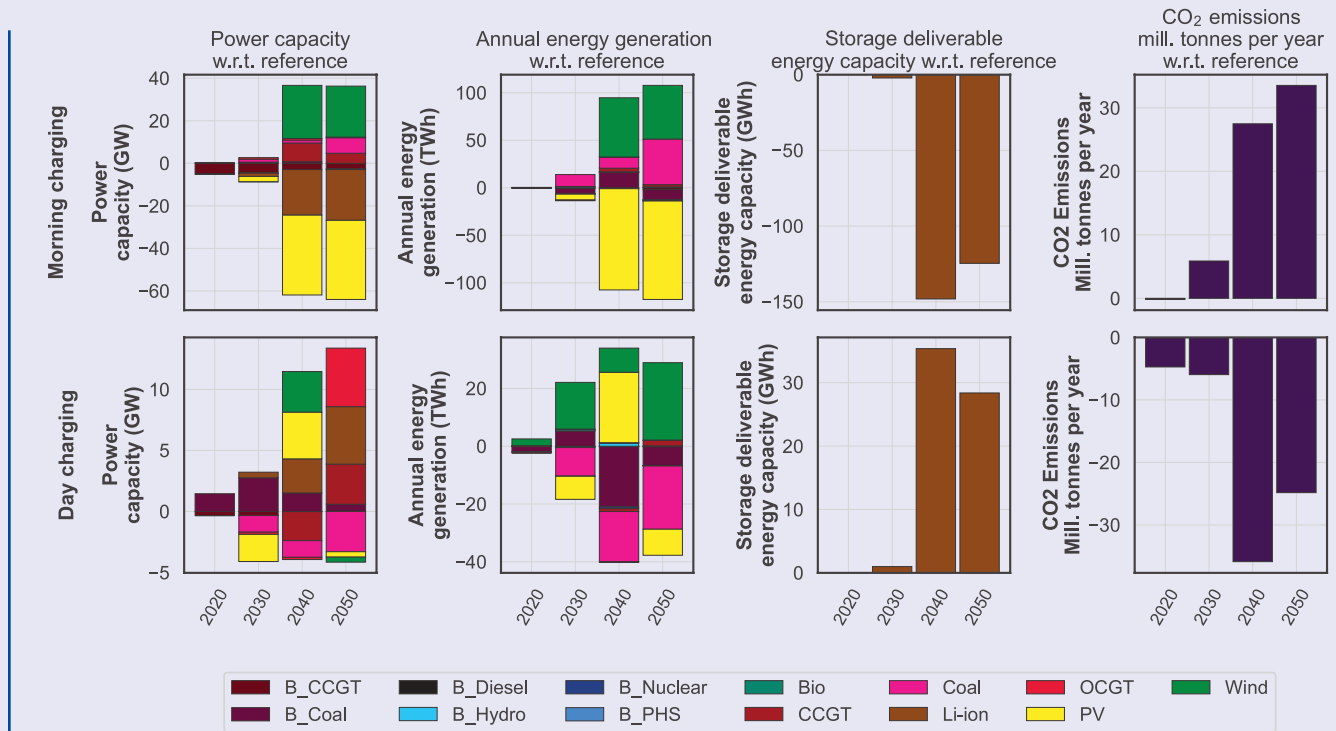 Power capacity
w.r.t. reference
Annual energy generation
w.r.t. reference
Storage deliverable
energy capacity w.r.t. reference
CO₂ emissions
mill. tonnes per year
w.r.t. reference
Morning charging
Power
capacity (GW)
40
20
0
−20
−40
−60
Annual energy
generation (TWh)
100
50
0
−50
−100
Storage deliverable
energy capacity (GWh)
0
−50
−100
−150
CO2 Emissions
Mill. tonnes per year
30
20
10
0
Day charging
Power
capacity (GW)
10
5
0
−5
2020
2030
2040
2050
Annual energy
generation (TWh)
20
0
−20
−40
2020
2030
2040
2050
Storage deliverable
energy capacity (GWh)
30
20
10
0
2020
2030
2040
2050
CO2 Emissions
Mill. tonnes per year
0
−10
−20
−30
2020
2030
2040
2050
B_CCGT B_Diesel B_Nuclear Bio Coal OCGT Wind
B_Coal B_Hydro B_PHS CCGT Li-ion PV